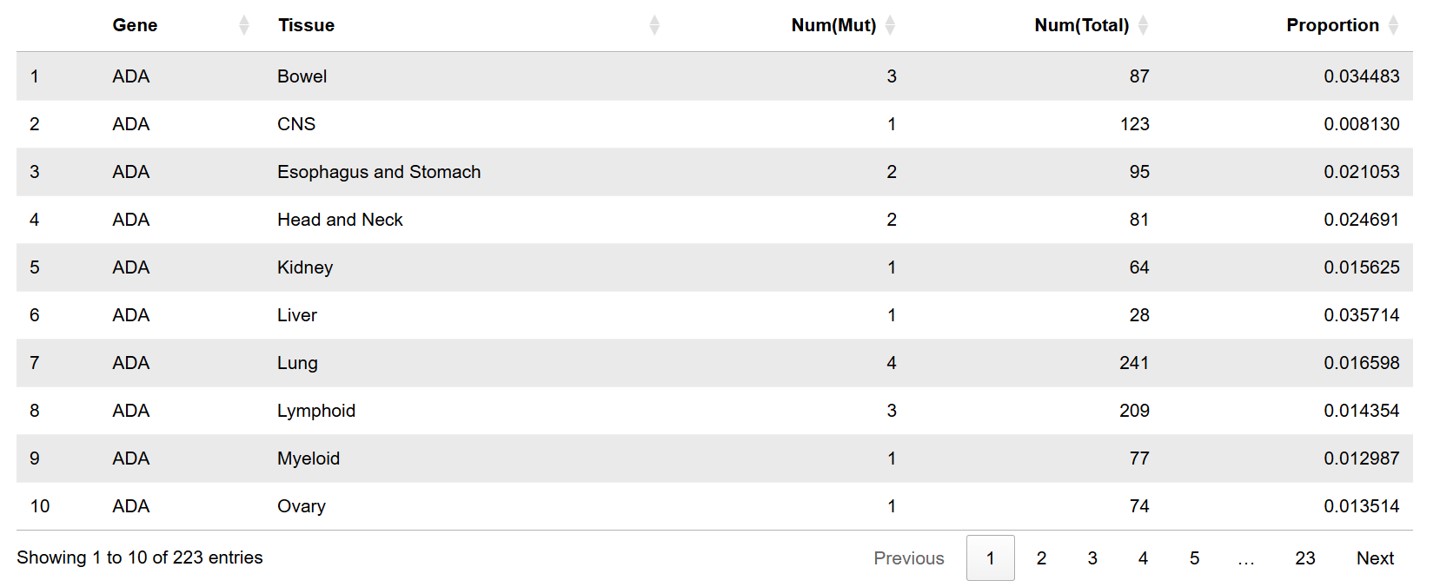 Gene Tissue Num(Mut) Num(Total) Proportion
1 ADA Bowel 3 87 0.034483
2 ADA CNS 1 123 0.008130
3 ADA Esophagus and Stomach 2 95 0.021053
4 ADA Head and Neck 2 81 0.024691
5 ADA Kidney 1 64 0.015625
6 ADA Liver 1 28 0.035714
7 ADA Lung 4 241 0.016598
8 ADA Lymphoid 3 209 0.014354
9 ADA Myeloid 1 77 0.012987
10 ADA Ovary 1 74 0.013514
Showing 1 to 10 of 223 entries Previous 1 2 3 4 5 … 23 Next